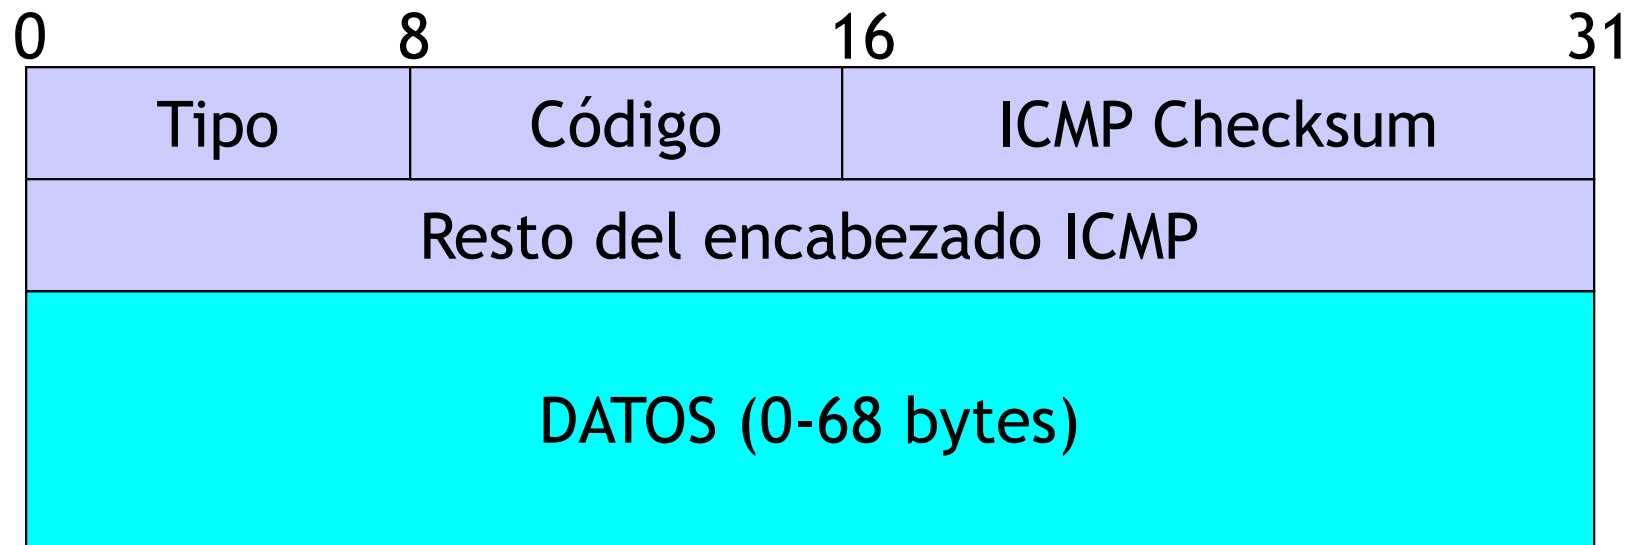 0 8 16 31
Tipo Código ICMP Checksum
Resto del encabezado ICMP
DATOS (0-68 bytes)